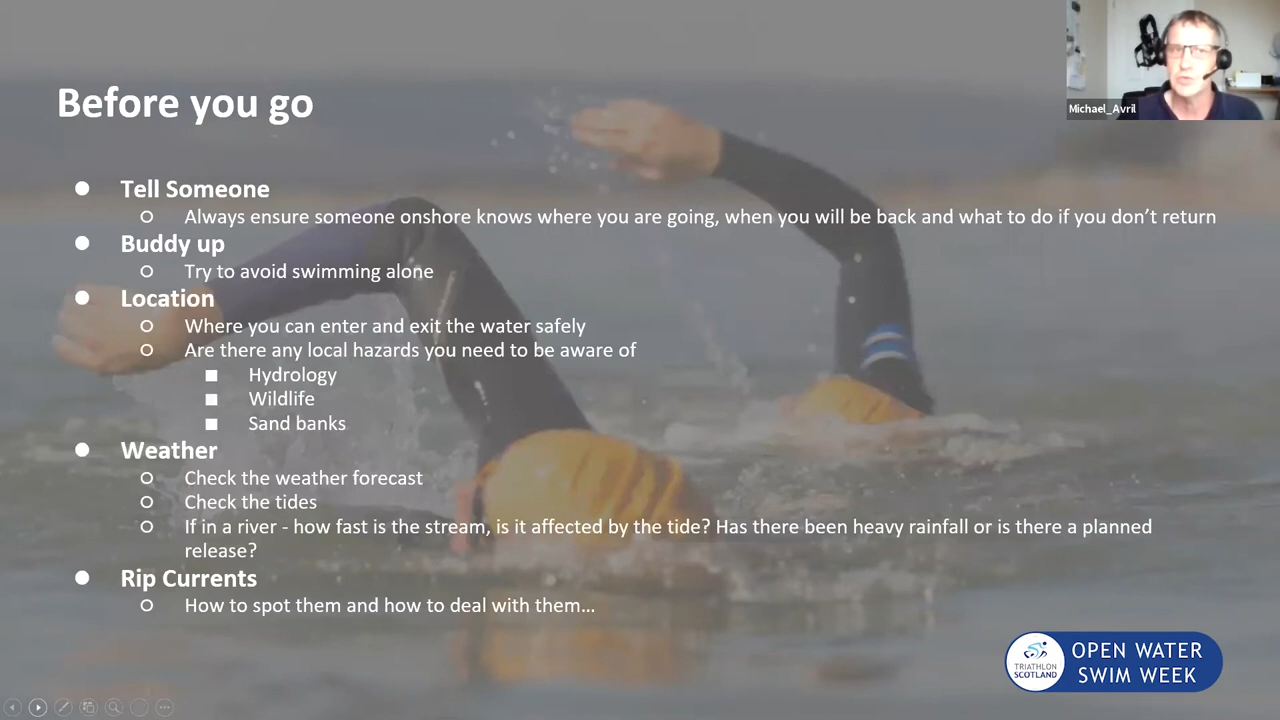 Michael_Avril
Before you go
Tell Someone
Always ensure someone onshore knows where you are going, when you will be back and what to do if you don’t return
Buddy up
Try to avoid swimming alone
Location
Where you can enter and exit the water safely
Are there any local hazards you need to be aware of
Hydrology
Wildlife
Sand banks
Weather
Check the weather forecast
Check the tides
If in a river - how fast is the stream, is it affected by the tide? Has there been heavy rainfall or is there a planned
release?
Rip Currents
How to spot them and how to deal with them...
TRIATHLON
SCOTLAND
OPEN WATER
SWIM WEEK